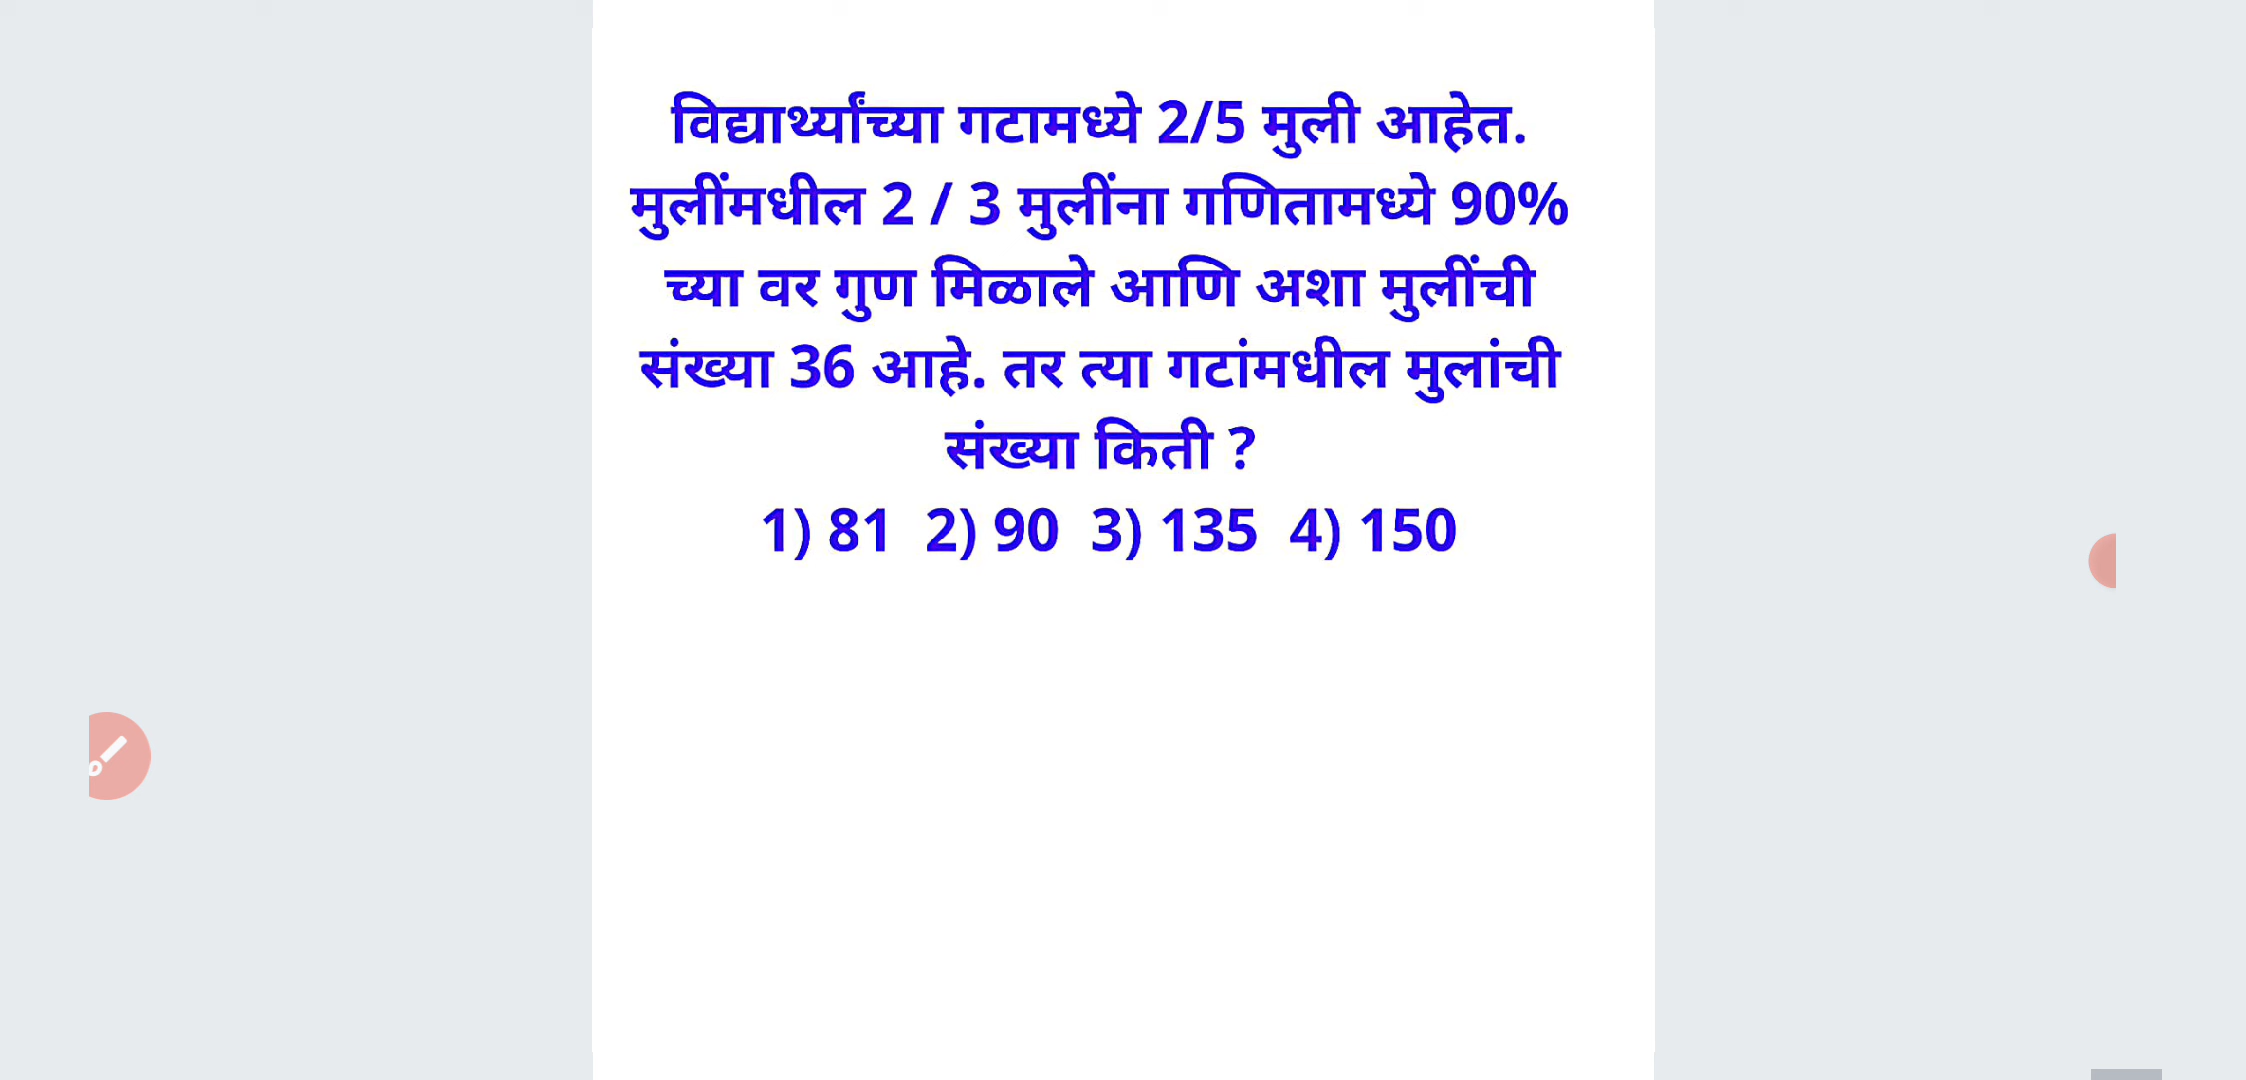 विद्यार्थ्यांच्या गटामध्ये 2/5 मुली आहेत.
मुलींमधील 2 / 3 मुलींना गणितामध्ये 90%
च्या वर गुण मिळाले आणि अशा मुलींची
संख्या 36 आहे. तर त्या गटांमधील मुलांची
संख्या किती ?
1) 81 2) 90 3) 135 4) 150